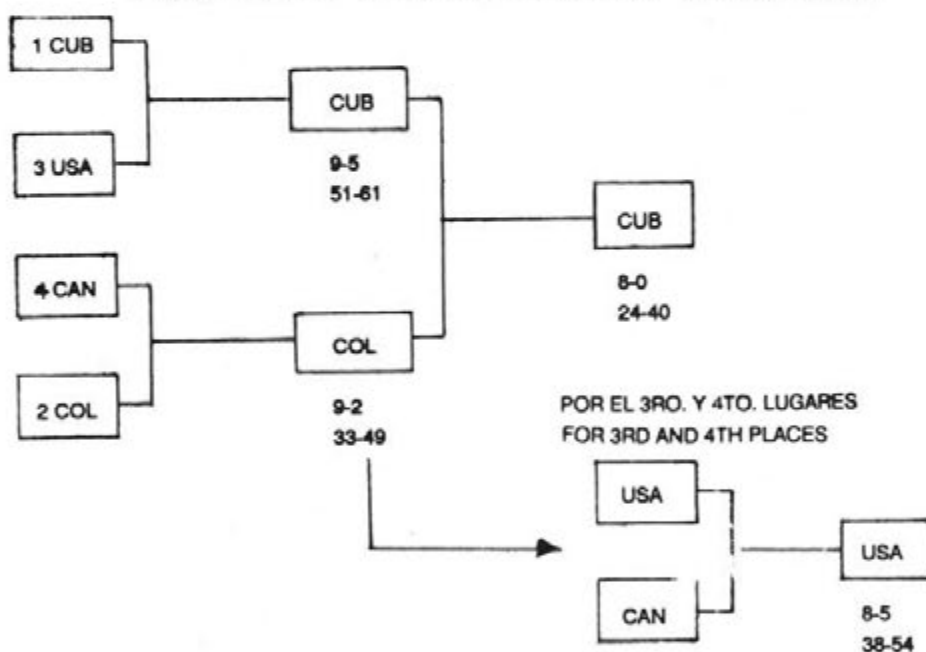 1 CUB
3 USA
CUB
9-5
51-61
4 CAN
2 COL
COL
9-2
33-49
CUB
8-0
24-40
POR EL 3RO. Y 4TO. LUGARES
FOR 3RD AND 4TH PLACES
USA
CAN
USA
8-5
38-54